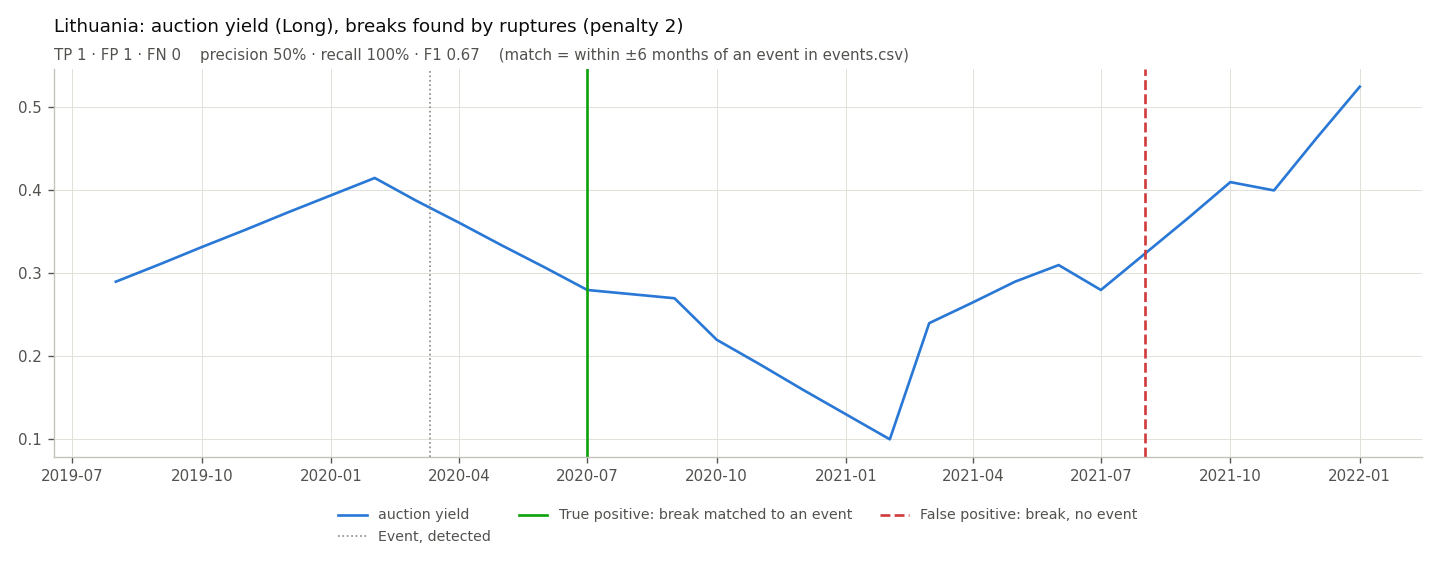 Lithuania: auction yield (Long), breaks found by ruptures (penalty 2)
TP 1 · FP 1 · FN 0    precision 50% · recall 100% · F1 0.67    (match = within ±6 months of an event in events.csv)
0.5
0.4
0.3
0.2
0.1
2019-07 2019-10 2020-01 2020-04 2020-07 2020-10 2021-01 2021-04 2021-07 2021-10 2022-01
auction yield True positive: break matched to an event False positive: break, no event
Event, detected